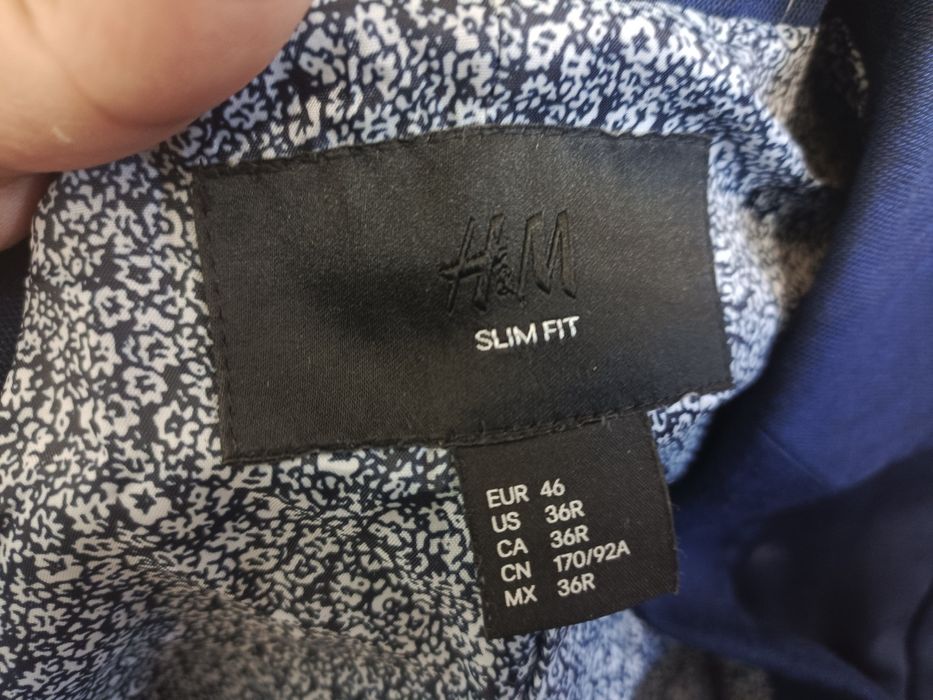 H&M
SLIM FIT
EUR 46
US 36R
CA 36R
CN 170/92A
MX 36R